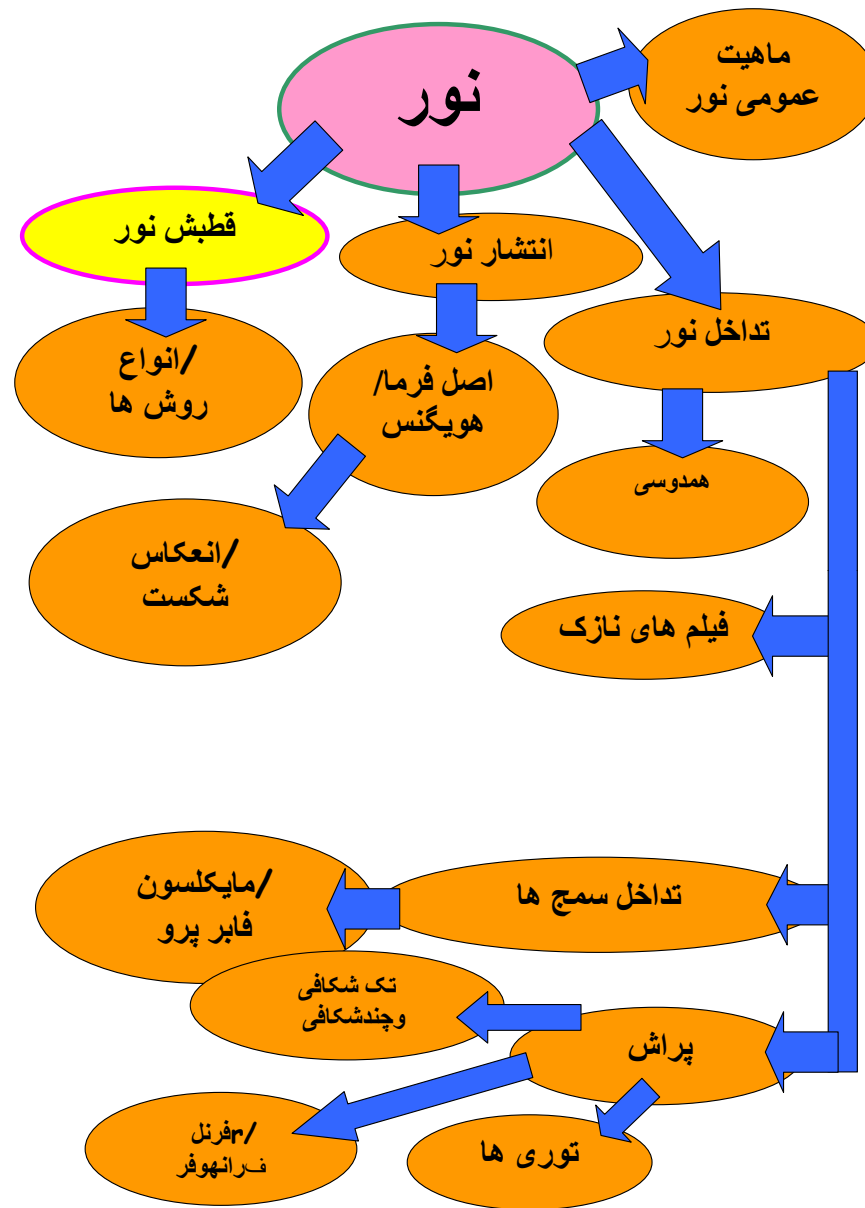 نور
ماهیت
عمومی نور
قطبش نور
انتشار نور
تداخل نور
انواع/
روش ها
اصل فرما/
هویگنس
همدوسی
انعکاس/
شکست
فیلم های نازک
تداخل سمج ها
مایکلسون/
فابر پرو
تک شکافی
وچندشکافی
پراش
فرنلr/
فرانهوفر
توری ها